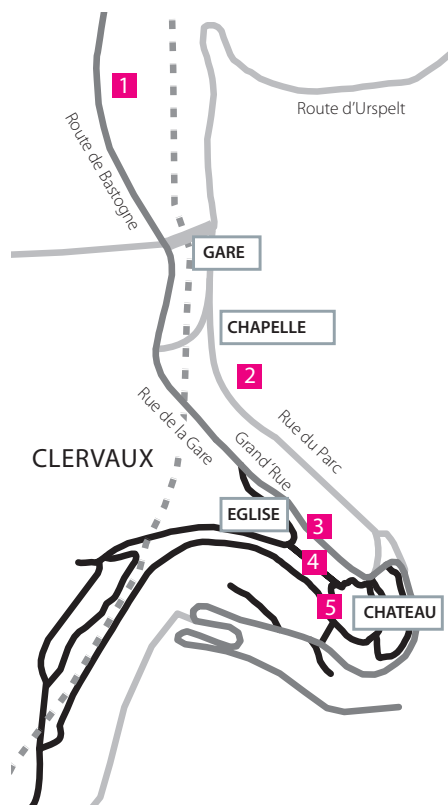 1
Route d'Urspelt
Route de Bastogne
GARE
CHAPELLE
2
Rue du Parc
Rue de la Gare
Grand'Rue
CLERVAUX
EGLISE
3
4
5
CHATEAU